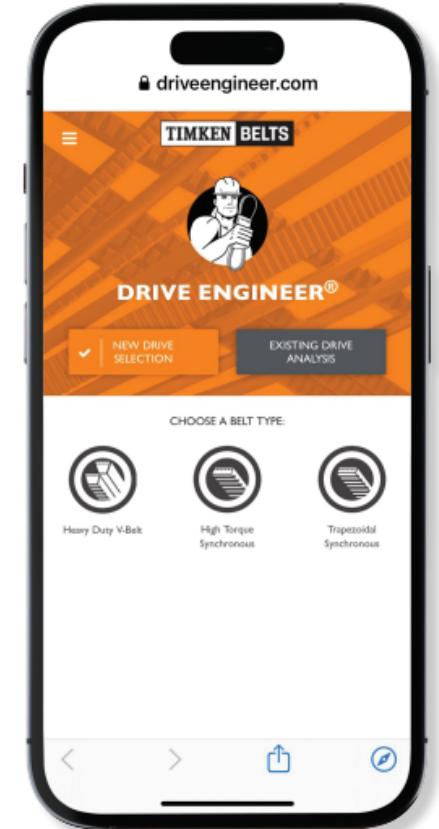 driveengineer.com
TIMKEN BELTS
DRIVE ENGINEER®
NEW DRIVE
SELECTION
EXISTING DRIVE
ANALYSIS
CHOOSE A BELT TYPE:
Heavy Duty V-Belt
High Torque
Synchronous
Trapezoidal
Synchronous